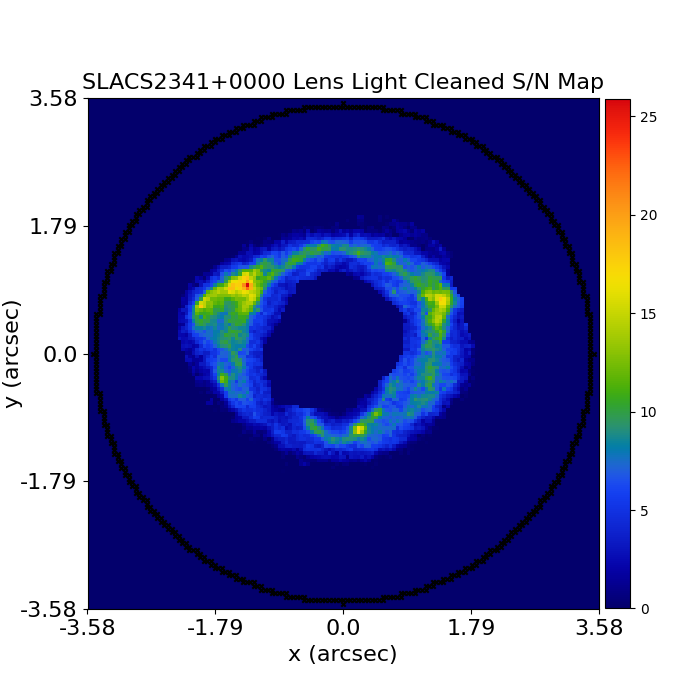 SLACS2341+0000 Lens Light Cleaned S/N Map
3.58
1.79
0.0
-1.79
-3.58
y (arcsec)
-3.58 -1.79 0.0 1.79 3.58
x (arcsec)
25
20
15
10
5
0